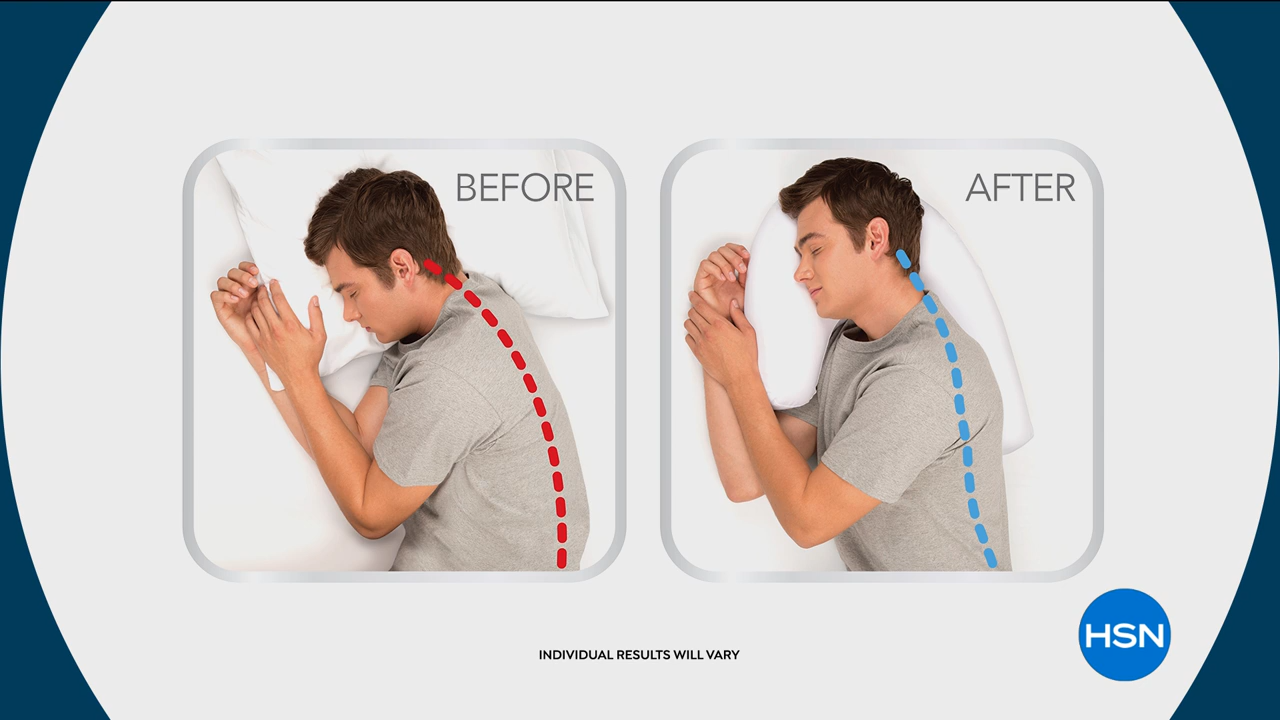 BEFORE
AFTER
INDIVIDUAL RESULTS WILL VARY
HSN